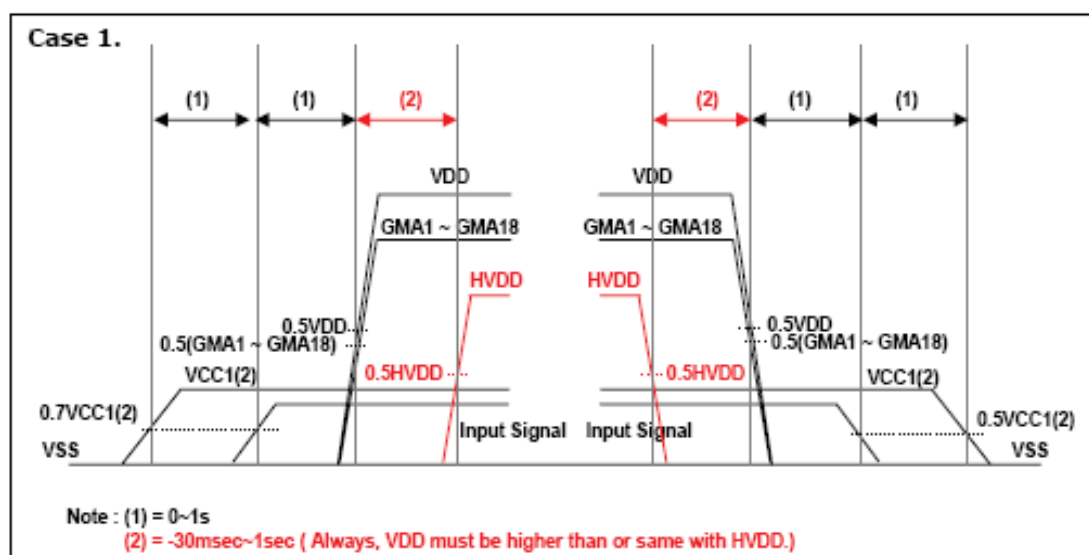 Case 1.
(1) (1) (2) (2) (1) (1)
VDD VDD
GMA1 ~ GMA18 GMA1 ~ GMA18
HVDD HVDD
0.5VDD 0.5VDD
0.5(GMA1 ~ GMA18) 0.5(GMA1 ~ GMA18)
VCC1(2) 0.5HVDD 0.5HVDD VCC1(2)
0.7VCC1(2) 0.5VCC1(2)
Input Signal Input Signal
VSS VSS
Note : (1) = 0~1s
(2) = -30msec~1sec ( Always, VDD must be higher than or same with HVDD.)